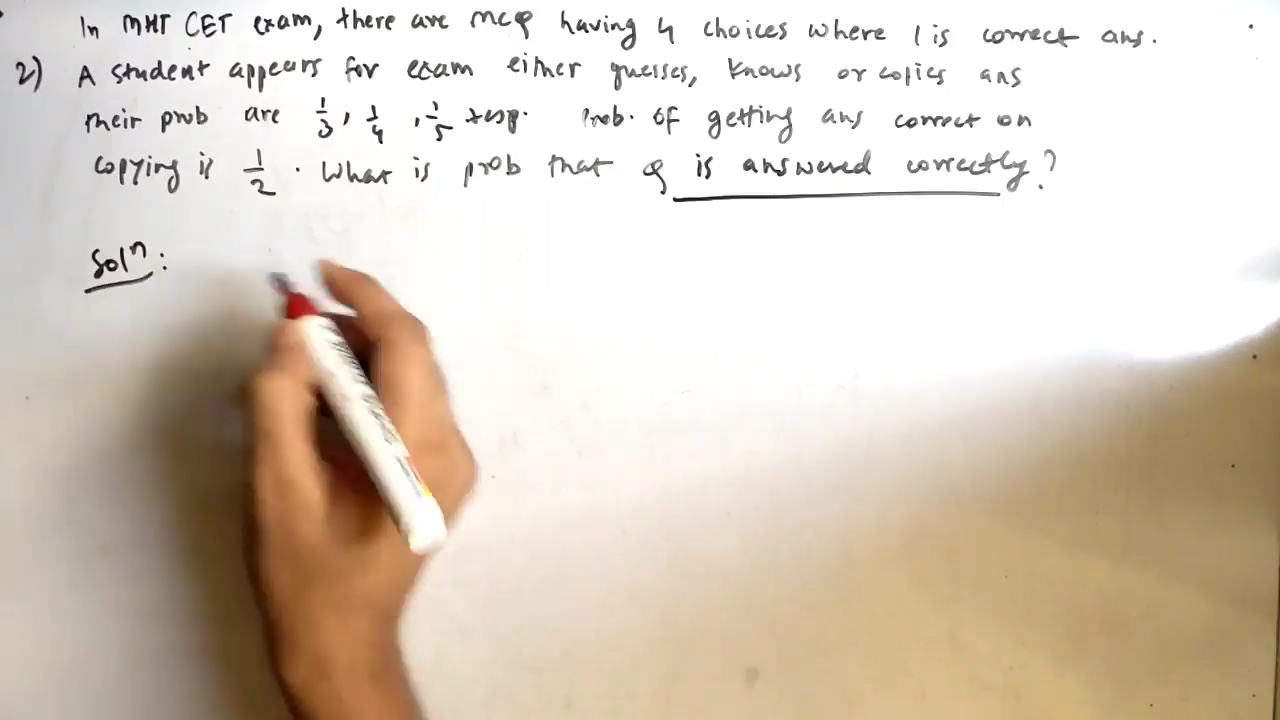 In MHT CET exam, there are MCQ having 4 choices where 1 is correct ans.
2) A student appears for exam either guesses, knows or copies ans
their prob are 1/3, 1/4, 1/5 resp. Prob. of getting ans correct on
copying is 1/2. What is prob that Q is answered correctly?
Solⁿ: